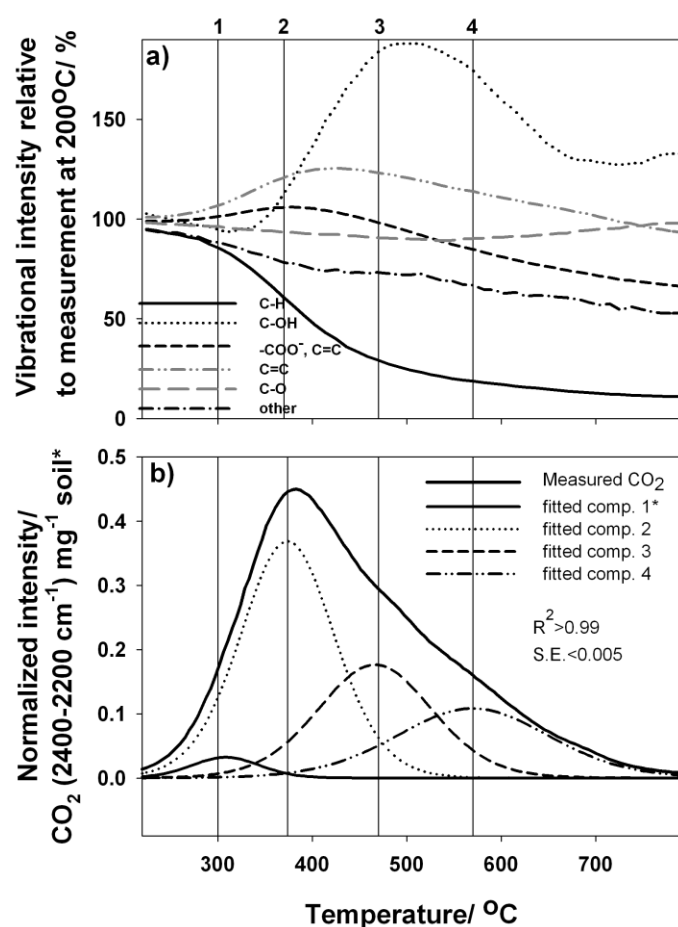 1 2 3 4
a)
Vibrational intensity relative
to measurement at 200°C/ %
150
100
50
0
C-H
C-OH
-COO⁻, C=C
C=C
C-O
other
b)
Normalized intensity/
CO₂ (2400-2200 cm⁻¹) mg⁻¹ soil*
0.5
0.4
0.3
0.2
0.1
0.0
Measured CO₂
fitted comp. 1*
fitted comp. 2
fitted comp. 3
fitted comp. 4
R²>0.99
S.E.<0.005
300 400 500 600 700
Temperature/ °C